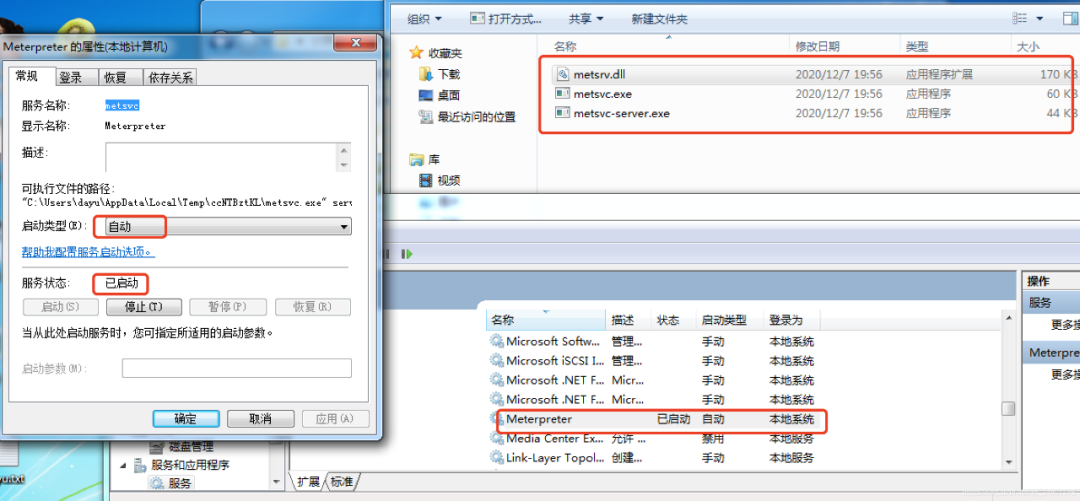 Meterpreter 的属性(本地计算机)
常规 登录 恢复 依存关系
服务名称: metsvc
显示名称: Meterpreter
描述:
可执行文件的路径:
"C:\Users\dayu\AppData\Local\Temp\ccNTBztKL\metsvc.exe" serv
启动类型(E): 自动
帮助我配置服务启动选项。
服务状态: 已启动
启动(S) 停止(T) 暂停(P) 恢复(R)
当从此处启动服务时，您可指定所适用的启动参数。
启动参数(M):
确定 取消 应用(A)
组织 打开方式... 共享 新建文件夹
收藏夹
下载
桌面
最近访问的位置
库
视频
名称 修改日期 类型 大小
metsrv.dll 2020/12/7 19:56 应用程序扩展 170 KB
metsvc.exe 2020/12/7 19:56 应用程序 60 KB
metsvc-server.exe 2020/12/7 19:56 应用程序 44 KB
名称 描述 状态 启动类型 登录为
Microsoft Softw... 管理... 手动 本地系统
Microsoft iSCSI I... 管理... 手动 本地系统
Microsoft .NET F... Micr... 手动 本地系统
Microsoft .NET F... Micr... 手动 本地系统
Meterpreter 已启动 自动 本地系统
Media Center Ex... 允许 ... 禁用 本地服务
Link-Layer Topol... 创建... 手动 本地服务
扩展 标准
操作
服务
更多操
Meterpre
更多操
磁盘管理
服务和应用程序
服务
yu.txt